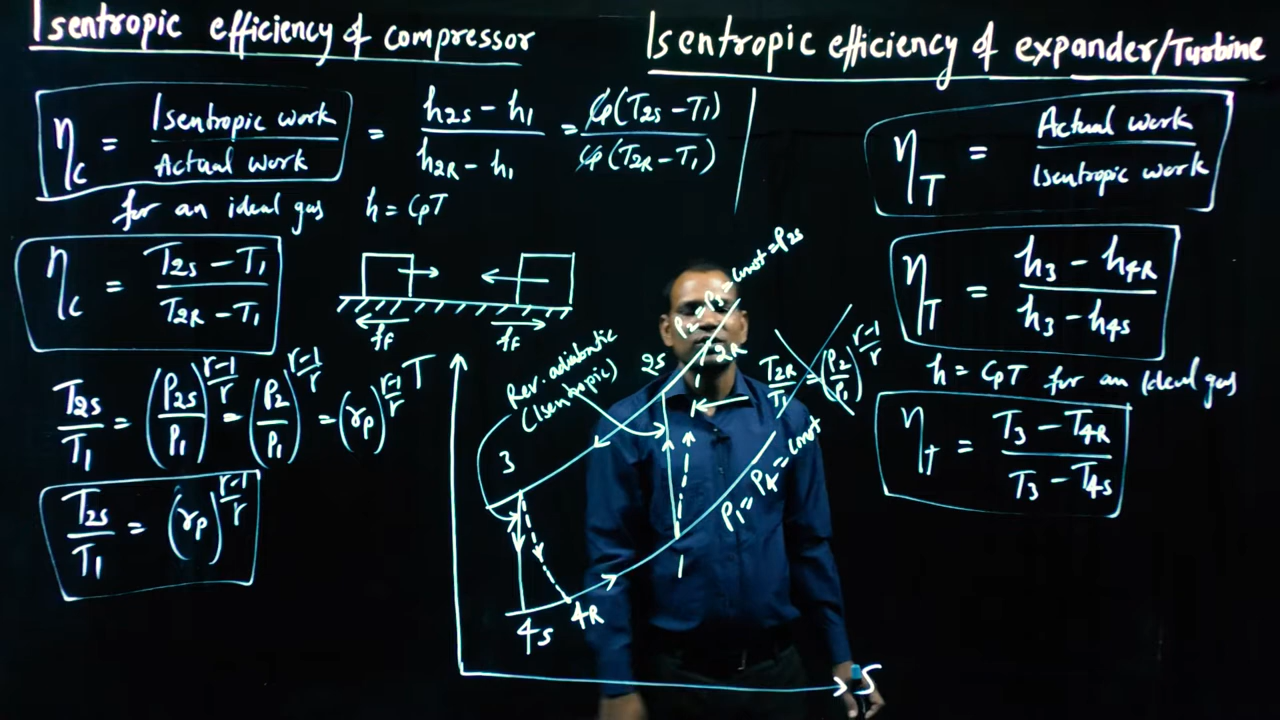 Isentropic efficiency of compressor
Isentropic efficiency of expander/Turbine
ηc = Isentropic work / Actual work = h2s - h1 / h2R - h1 = Cp(T2s - T1) / Cp(T2R - T1)
for an ideal gas h = CpT
ηc = T2s - T1 / T2R - T1
T2s/T1 = (P2s/P1)^(r-1/r) = (P2/P1)^(r-1/r) = (rp)^(r-1/r)
T2s/T1 = (rp)^(r-1/r)
fF
fF
T
Rev. adiabatic
(Isentropic)
P2 = P3 = Const = P2s
2s
2R
T2R/T1 = (P2/P1)^(r-1/r)
3
P1 = P4 = Const
1
4s
4R
S
ηT = Actual work / Isentropic work
ηT = h3 - h4R / h3 - h4s
h = CpT for an Ideal gas
ηt = T3 - T4R / T3 - T4s